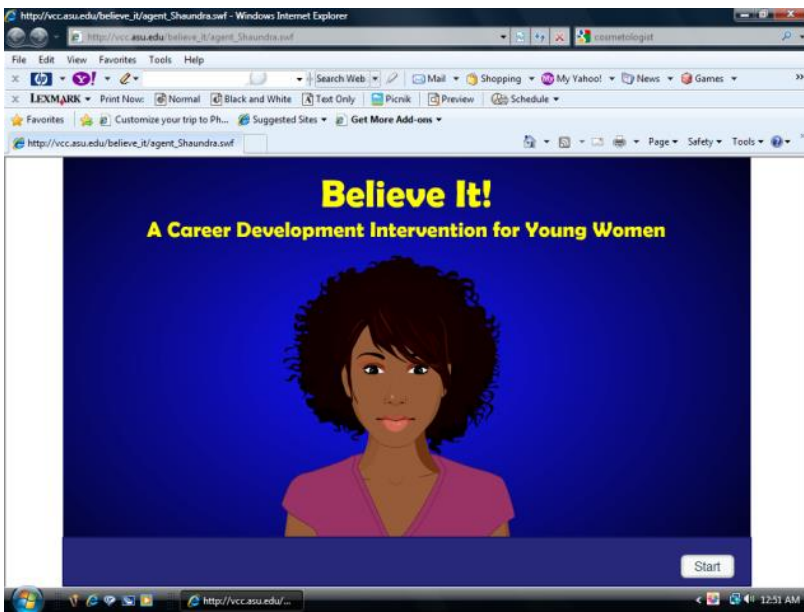 http://vcc.asu.edu/believe_it/agent_Shaundra.swf - Windows Internet Explorer
http://vcc.asu.edu/believe_it/agent_Shaundra.swf
cosmetologist
File Edit View Favorites Tools Help
Search Web Mail Shopping My Yahoo! News Games
LEXMARK Print Now: Normal Black and White Text Only Picnik Preview Schedule
Favorites Customize your trip to Ph... Suggested Sites Get More Add-ons
http://vcc.asu.edu/believe_it/agent_Shaundra.swf Page Safety Tools
Believe It!
A Career Development Intervention for Young Women
Start
http://vcc.asu.edu/... 12:51 AM